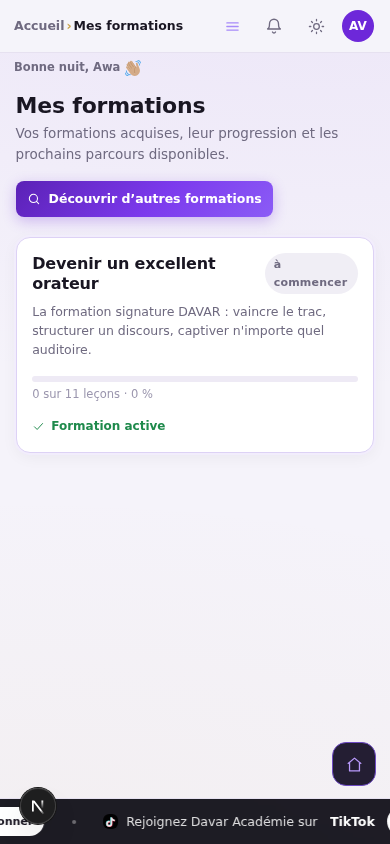 Accueil › Mes formations
AV
Bonne nuit, Awa 👋🏽
Mes formations
Vos formations acquises, leur progression et les
prochains parcours disponibles.
Découvrir d’autres formations
Devenir un excellent
orateur
à
commencer
La formation signature DAVAR : vaincre le trac,
structurer un discours, captiver n'importe quel
auditoire.
0 sur 11 leçons · 0 %
Formation active
N
• Rejoignez Davar Académie sur TikTok